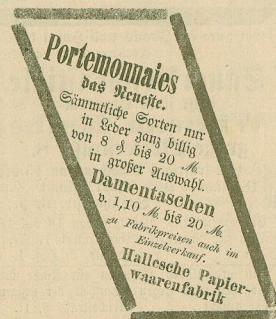 Portemonnaies
das Neueste.
Sämmtliche Sorten nur
in Leder ganz billig
von 8 ₰ bis 20 ℳ.
in großer Auswahl.
Damentaschen
v. 1,10 ℳ. bis 20 ℳ.
zu Fabrikpreisen auch im
Einzelverkauf.
Hallesche Papier-
waarenfabrik